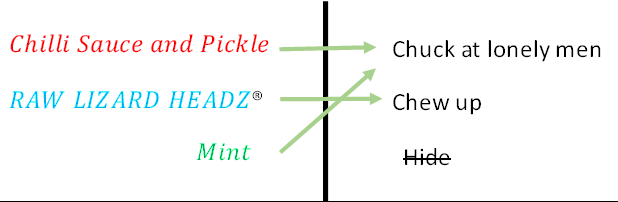 Chilli Sauce and Pickle
Chuck at lonely men
RAW LIZARD HEADZ®
Chew up
Mint
Hide